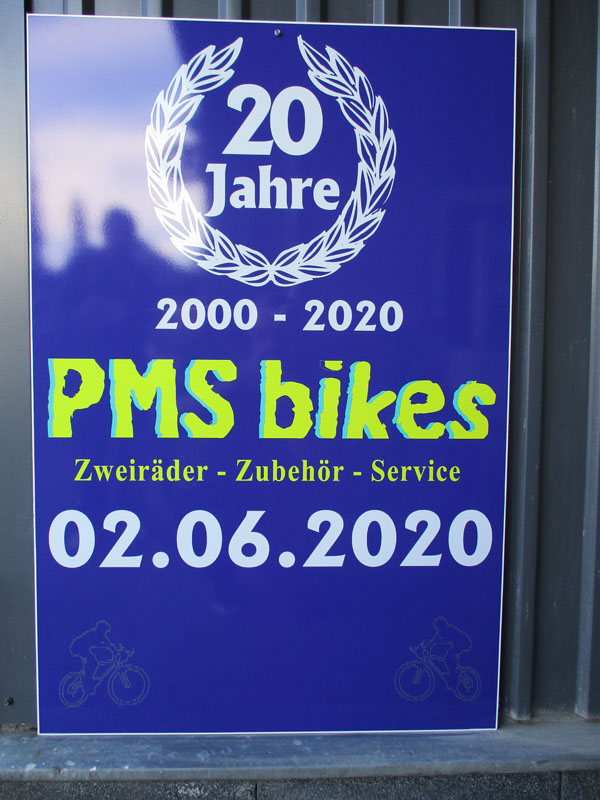 20
Jahre
2000 - 2020
PMS bikes
Zweiräder - Zubehör - Service
02.06.2020